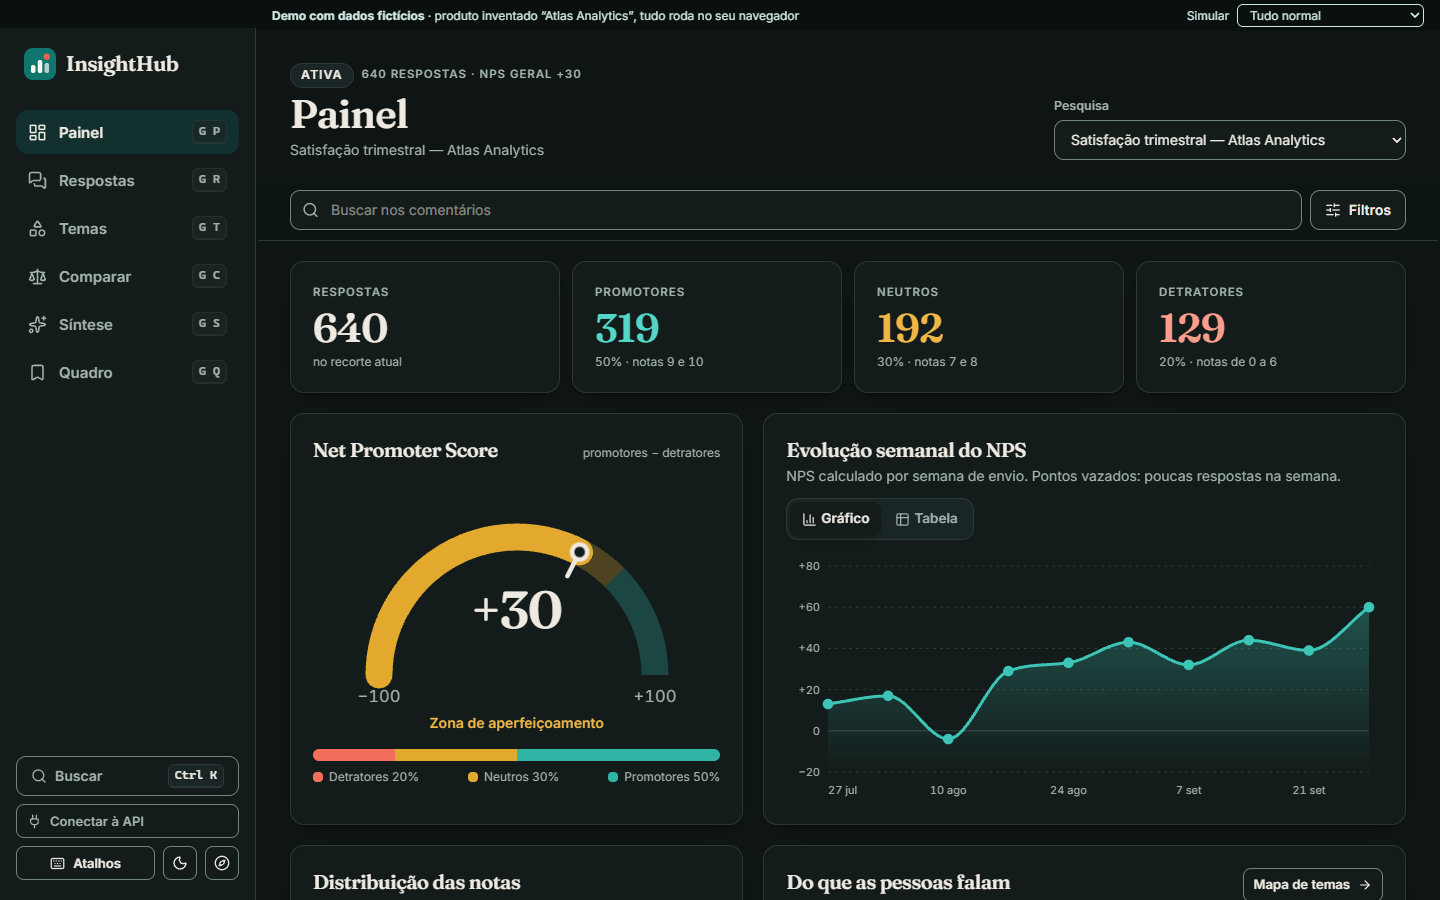 Demo com dados fictícios · produto inventado “Atlas Analytics”, tudo roda no seu navegador
Simular
Tudo normal
InsightHub
Painel
G P
Respostas
G R
Temas
G T
Comparar
G C
Síntese
G S
Quadro
G Q
Buscar
Ctrl K
Conectar à API
Atalhos
ATIVA
640 RESPOSTAS · NPS GERAL +30
Painel
Satisfação trimestral — Atlas Analytics
Pesquisa
Satisfação trimestral — Atlas Analytics
Buscar nos comentários
Filtros
RESPOSTAS
640
no recorte atual
PROMOTORES
319
50% · notas 9 e 10
NEUTROS
192
30% · notas 7 e 8
DETRATORES
129
20% · notas de 0 a 6
Net Promoter Score
promotores − detratores
+30
−100
+100
Zona de aperfeiçoamento
Detratores 20%
Neutros 30%
Promotores 50%
Evolução semanal do NPS
NPS calculado por semana de envio. Pontos vazados: poucas respostas na semana.
Gráfico
Tabela
+80
+60
+40
+20
0
−20
27 jul
10 ago
24 ago
7 set
21 set
Distribuição das notas
Do que as pessoas falam
Mapa de temas